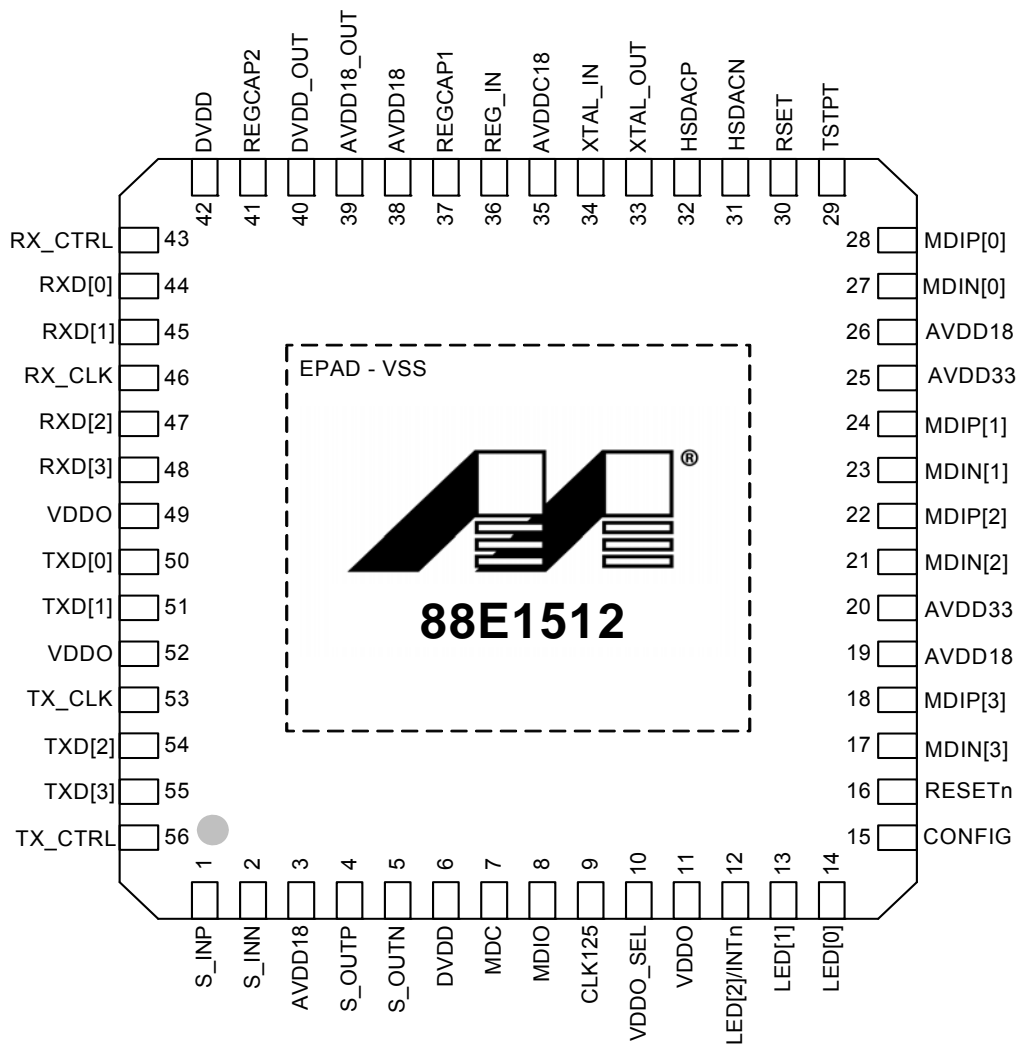 DVDD
REGCAP2
DVDD_OUT
AVDD18_OUT
AVDD18
REGCAP1
REG_IN
AVDDC18
XTAL_IN
XTAL_OUT
HSDACP
HSDACN
RSET
TSTPT
42
41
40
39
38
37
36
35
34
33
32
31
30
29
RX_CTRL 43
RXD[0] 44
RXD[1] 45
RX_CLK 46
RXD[2] 47
RXD[3] 48
VDDO 49
TXD[0] 50
TXD[1] 51
VDDO 52
TX_CLK 53
TXD[2] 54
TXD[3] 55
TX_CTRL 56
EPAD - VSS
®
88E1512
28 MDIP[0]
27 MDIN[0]
26 AVDD18
25 AVDD33
24 MDIP[1]
23 MDIN[1]
22 MDIP[2]
21 MDIN[2]
20 AVDD33
19 AVDD18
18 MDIP[3]
17 MDIN[3]
16 RESETn
15 CONFIG
1
2
3
4
5
6
7
8
9
10
11
12
13
14
S_INP
S_INN
AVDD18
S_OUTP
S_OUTN
DVDD
MDC
MDIO
CLK125
VDDO_SEL
VDDO
LED[2]/INTn
LED[1]
LED[0]